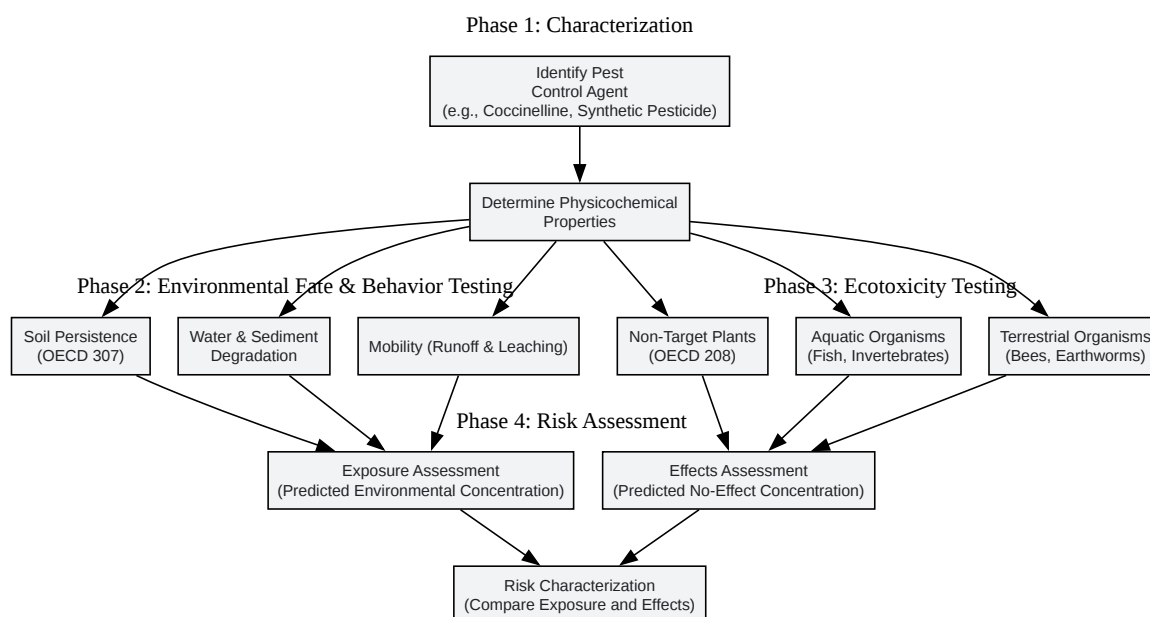 Phase 1: Characterization
Identify Pest
Control Agent
(e.g., Coccinelline, Synthetic Pesticide)
Determine Physicochemical
Properties
Phase 2: Environmental Fate & Behavior Testing
Phase 3: Ecotoxicity Testing
Soil Persistence
(OECD 307)
Water & Sediment
Degradation
Mobility (Runoff & Leaching)
Non-Target Plants
(OECD 208)
Aquatic Organisms
(Fish, Invertebrates)
Terrestrial Organisms
(Bees, Earthworms)
Phase 4: Risk Assessment
Exposure Assessment
(Predicted Environmental Concentration)
Effects Assessment
(Predicted No-Effect Concentration)
Risk Characterization
(Compare Exposure and Effects)